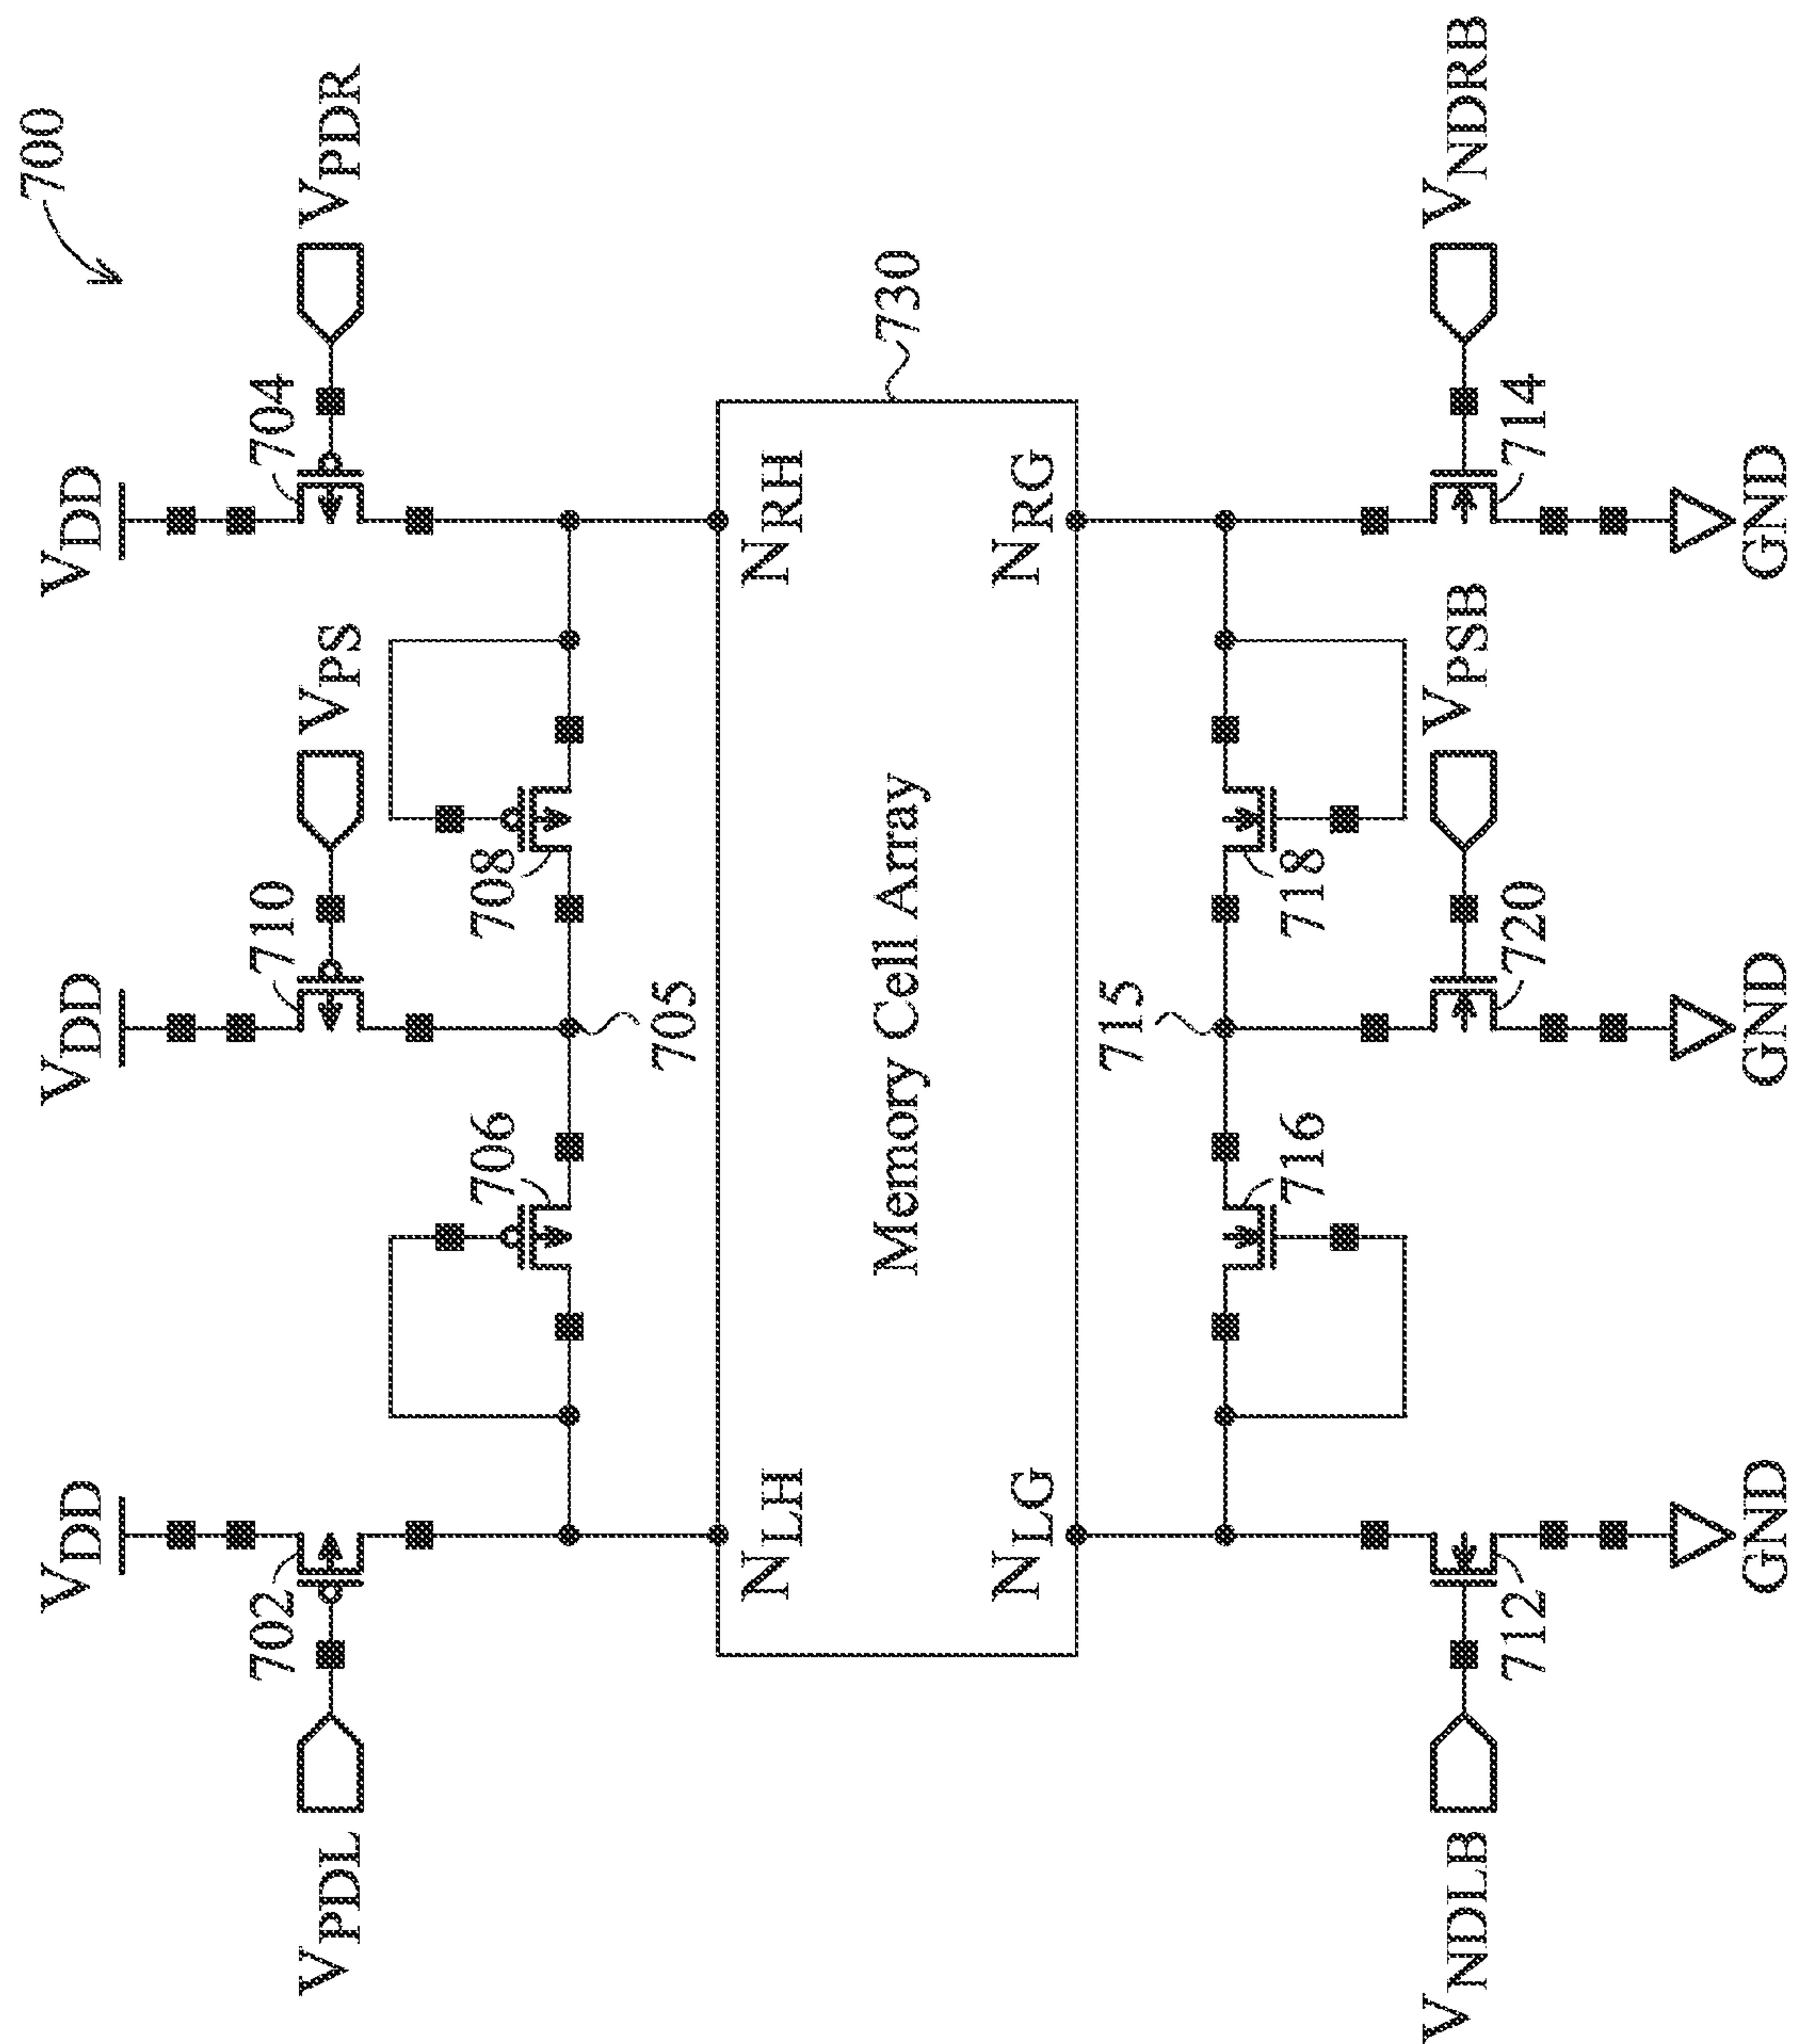 700
VDD
VDD
VDD
702
710
704
VPDL
VPS
VPDR
706
708
705
NLH
NRH
Memory Cell Array
730
NLG
NRG
715
716
718
VNDLB
VPSB
VNDRB
712
720
714
GND
GND
GND